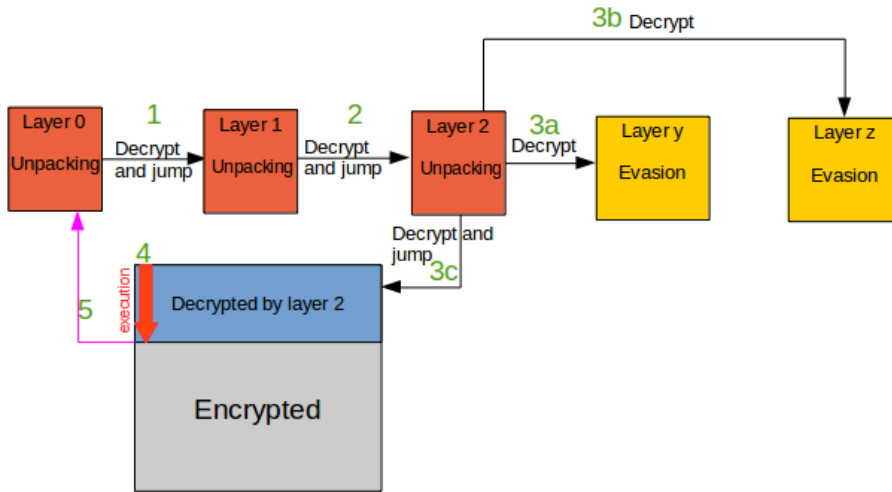 3b Decrypt
1
2
3a
Layer 0
Unpacking
Decrypt
and jump
Layer 1
Unpacking
Decrypt
and jump
Layer 2
Unpacking
Decrypt
Layer y
Evasion
Layer z
Evasion
Decrypt and
jump
3c
4
5
execution
Decrypted by layer 2
Encrypted